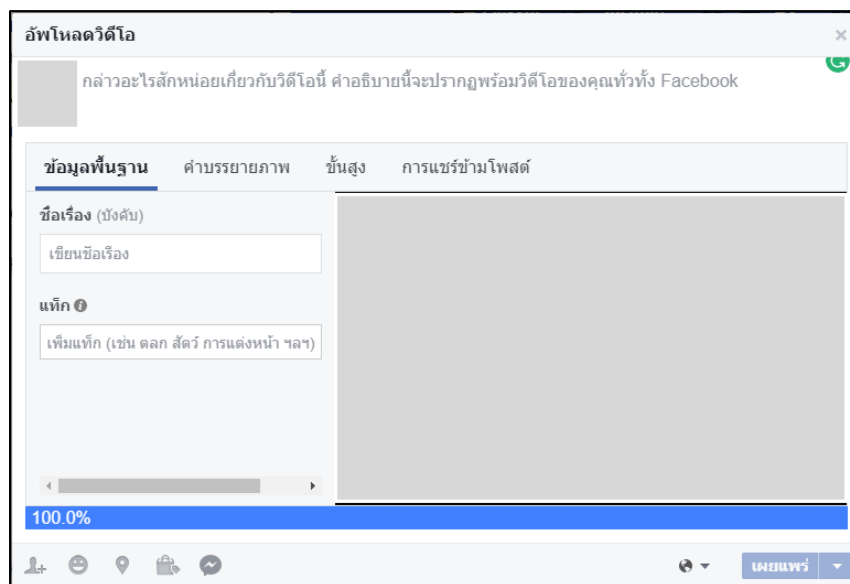 อัพโหลดวิดีโอ
กล่าวอะไรสักหน่อยเกี่ยวกับวิดีโอนี้ คำอธิบายนี้จะปรากฏพร้อมวิดีโอของคุณทั่วทั้ง Facebook
ข้อมูลพื้นฐาน คำบรรยายภาพ ขั้นสูง การแชร์ข้ามโพสต์
ชื่อเรื่อง (บังคับ)
เขียนชื่อเรื่อง
แท็ก
เพิ่มแท็ก (เช่น ตลก สัตว์ การแต่งหน้า ฯลฯ)
100.0%
เผยแพร่